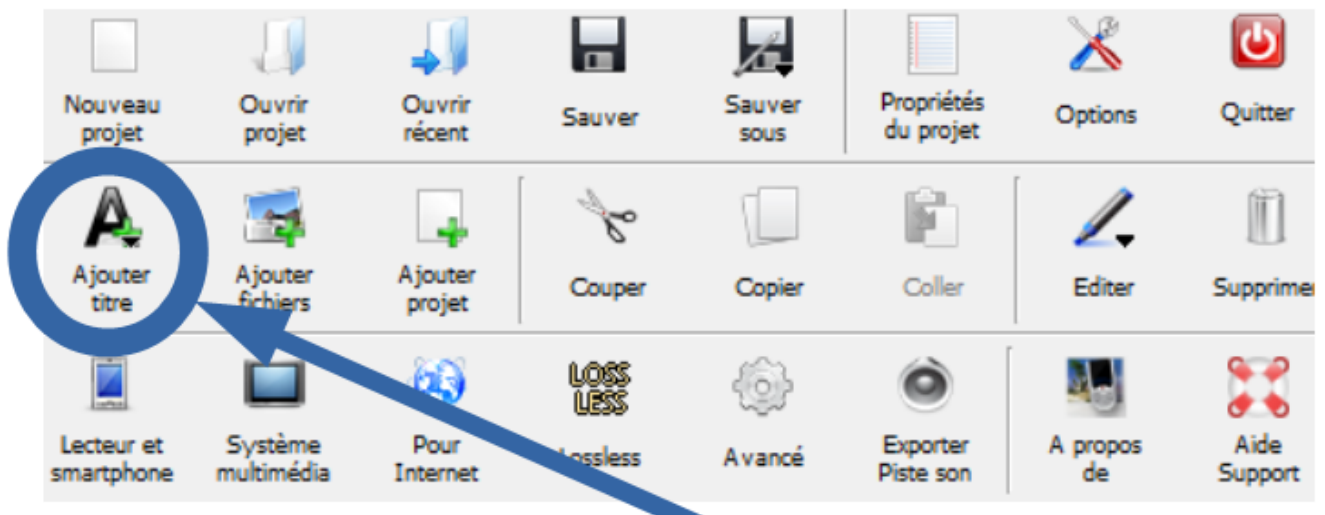 Nouveau projet
Ouvrir projet
Ouvrir récent
Sauver
Sauver sous
Propriétés du projet
Options
Quitter
Ajouter titre
Ajouter fichiers
Ajouter projet
Couper
Copier
Coller
Editer
Supprimer
Lecteur et smartphone
Système multimédia
Pour Internet
LOSS LESS
Lossless
Avancé
Exporter Piste son
A propos de
Aide Support